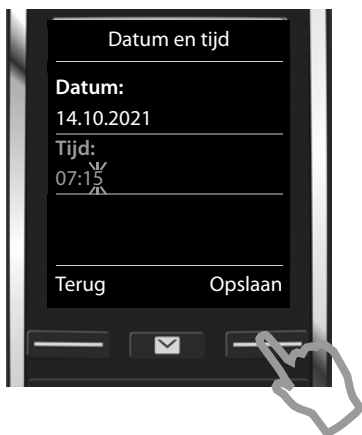 Datum en tijd
Datum:
14.10.2021
Tijd:
07:15
Terug Opslaan